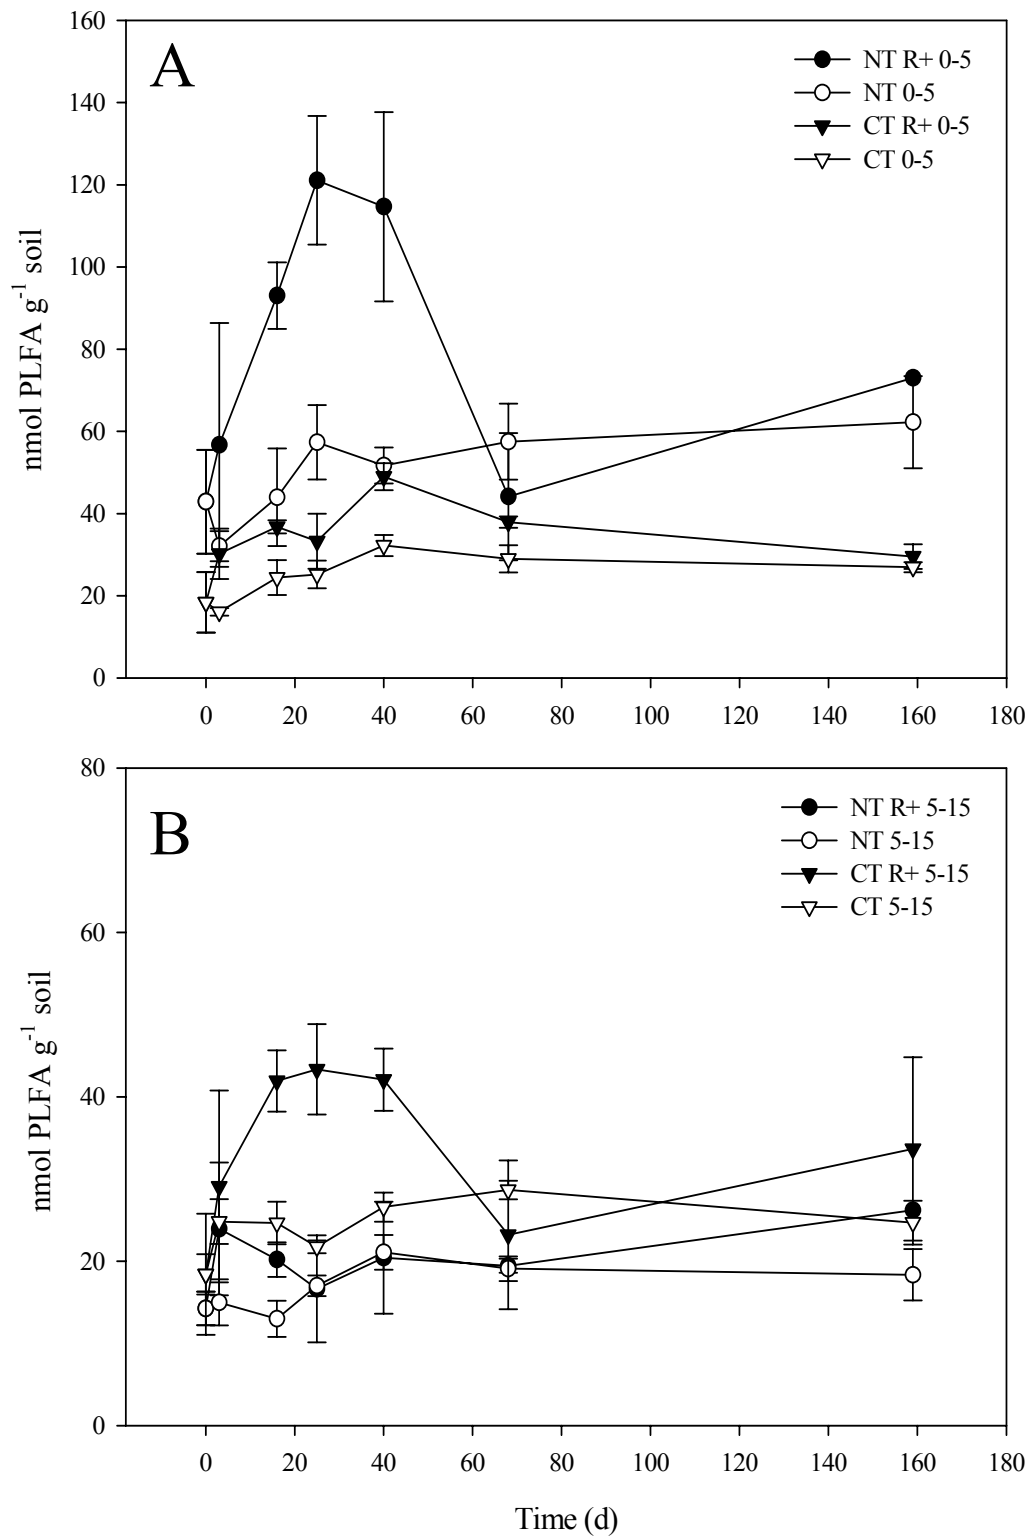 160
A
NT R+ 0-5
NT 0-5
CT R+ 0-5
CT 0-5
140
120
100
80
60
40
20
0
nmol PLFA g⁻¹ soil
0 20 40 60 80 100 120 140 160 180
80
B
NT R+ 5-15
NT 5-15
CT R+ 5-15
CT 5-15
60
40
20
0
nmol PLFA g⁻¹ soil
0 20 40 60 80 100 120 140 160 180
Time (d)